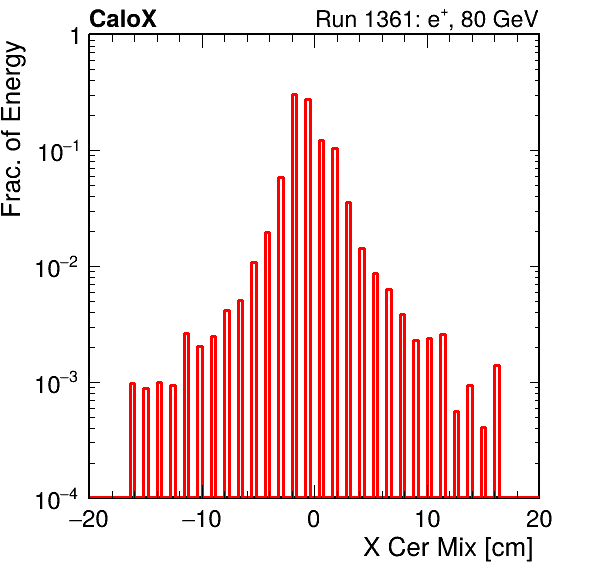 CaloX Run 1361: e⁺, 80 GeV
Frac. of Energy
1
10⁻¹
10⁻²
10⁻³
10⁻⁴
−20 −10 0 10 20
X Cer Mix [cm]